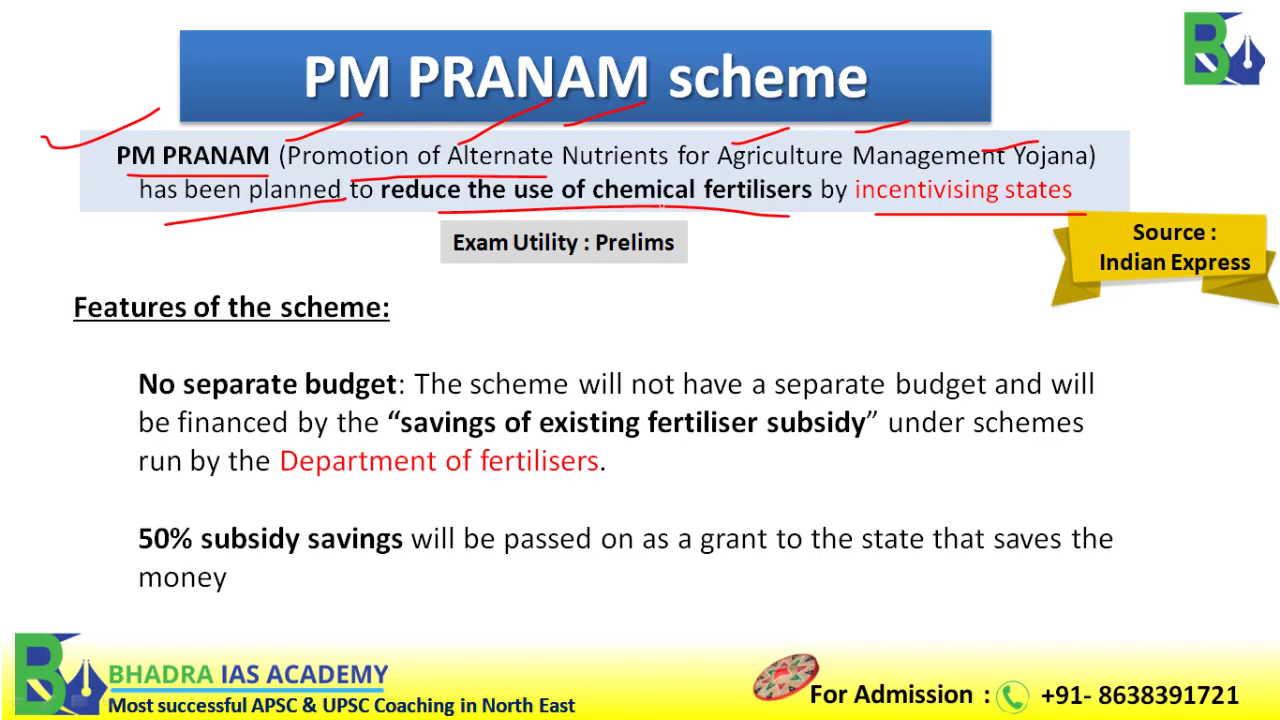 PM PRANAM scheme
PM PRANAM (Promotion of Alternate Nutrients for Agriculture Management Yojana)
has been planned to reduce the use of chemical fertilisers by incentivising states
Exam Utility : Prelims
Source :
Indian Express
Features of the scheme:
No separate budget: The scheme will not have a separate budget and will
be financed by the “savings of existing fertiliser subsidy” under schemes
run by the Department of fertilisers.
50% subsidy savings will be passed on as a grant to the state that saves the
money
BHADRA IAS ACADEMY
Most successful APSC & UPSC Coaching in North East
For Admission : +91- 8638391721